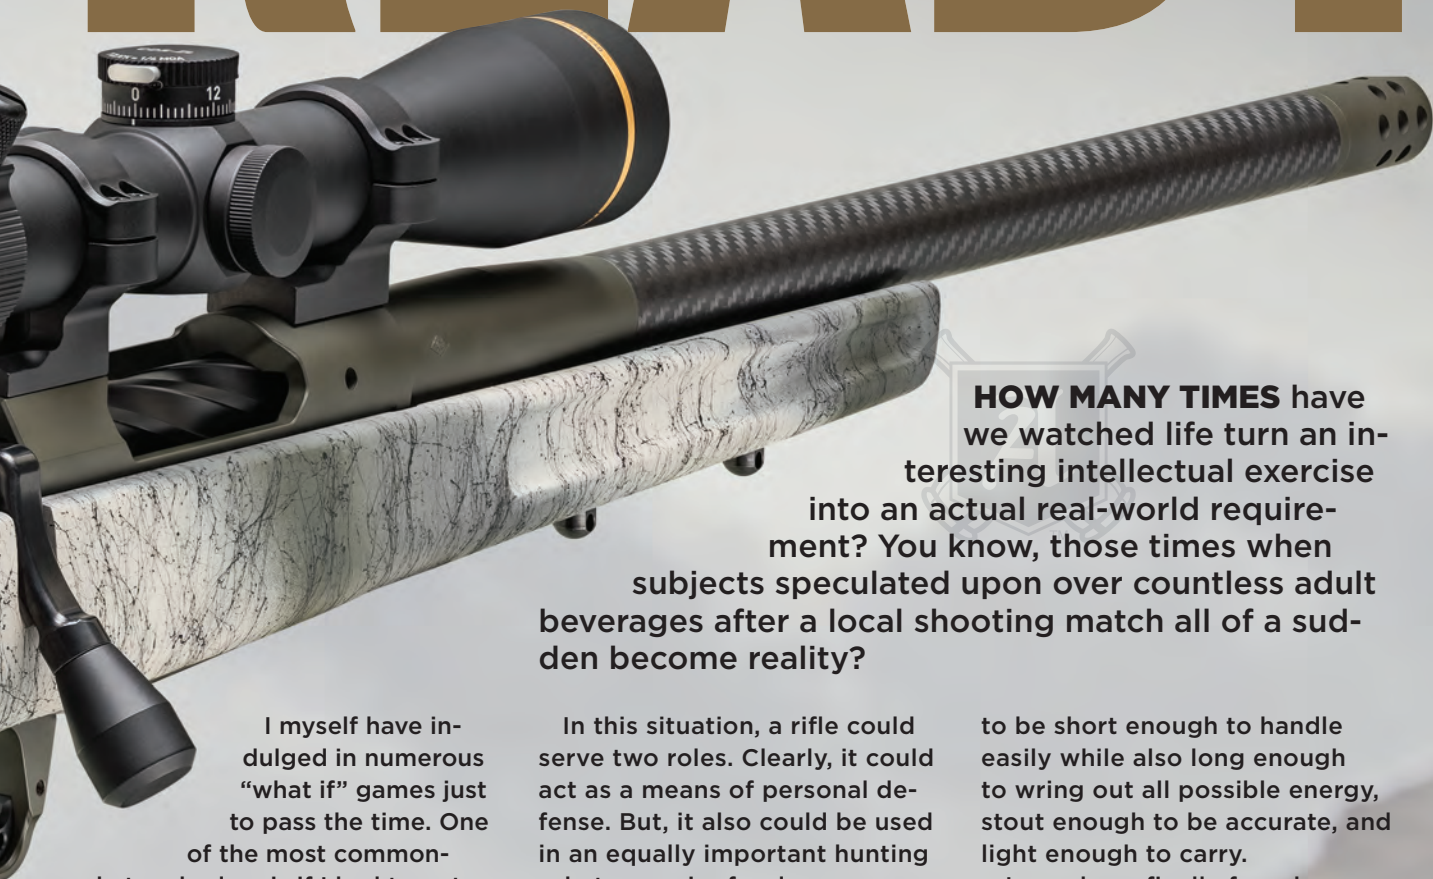 READY
0 12
HOW MANY TIMES have
we watched life turn an in-
teresting intellectual exercise
into an actual real-world require-
ment? You know, those times when
subjects speculated upon over countless adult
beverages after a local shooting match all of a sud-
den become reality?
I myself have in-
dulged in numerous
“what if” games just
to pass the time. One
of the most common-
In this situation, a rifle could
serve two roles. Clearly, it could
act as a means of personal de-
fense. But, it also could be used
in an equally important hunting
to be short enough to handle
easily while also long enough
to wring out all possible energy,
stout enough to be accurate, and
light enough to carry.